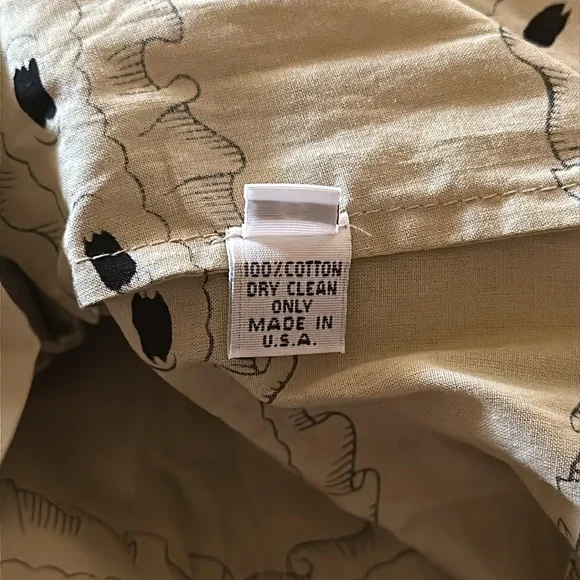 100% COTTON
DRY CLEAN
ONLY
MADE IN
U.S.A.